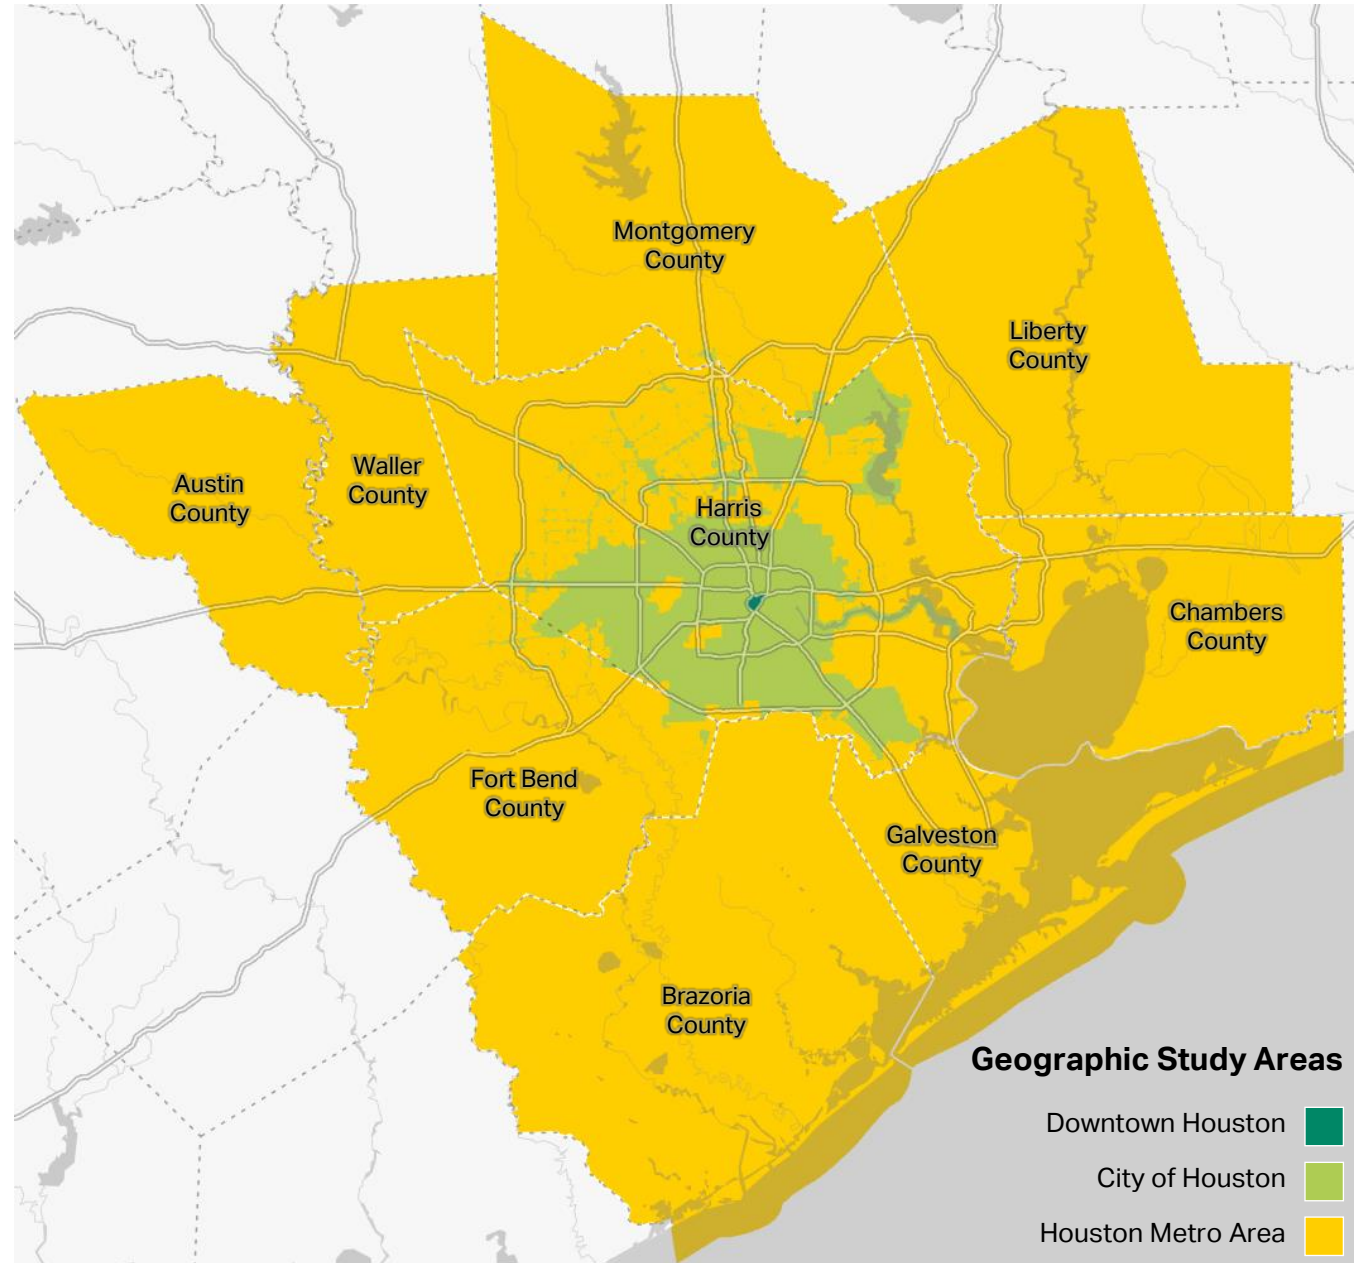 Montgomery
County
Liberty
County
Waller
County
Austin
County
Harris
County
Chambers
County
Fort Bend
County
Galveston
County
Brazoria
County
Geographic Study Areas
Downtown Houston
City of Houston
Houston Metro Area